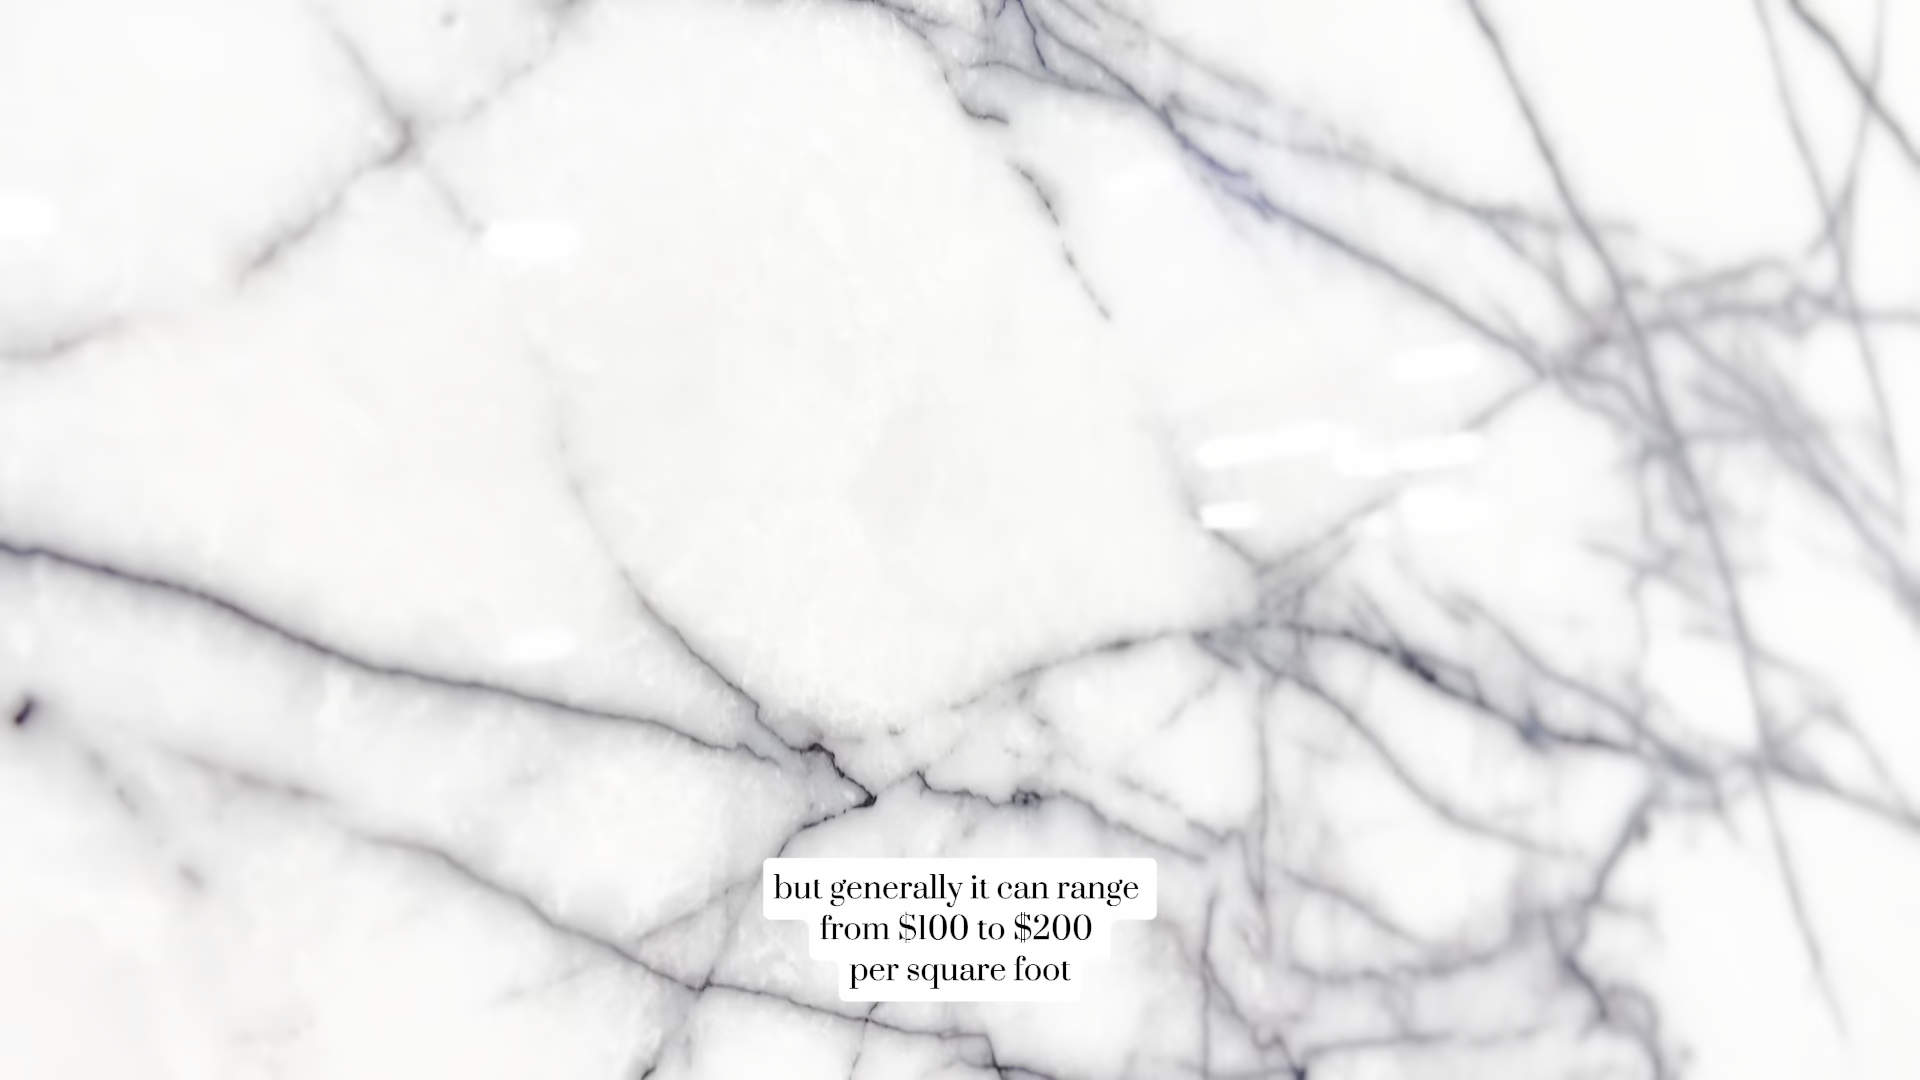 but generally it can range
from $100 to $200
per square foot